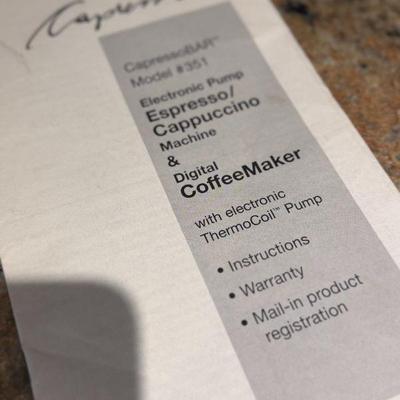 Capresso
CapressoBAR™
Model #351
Electronic Pump
Espresso/
Cappuccino
Machine
&
Digital
CoffeeMaker
with electronic
ThermoCoil™ Pump
• Instructions
• Warranty
• Mail-in product
registration